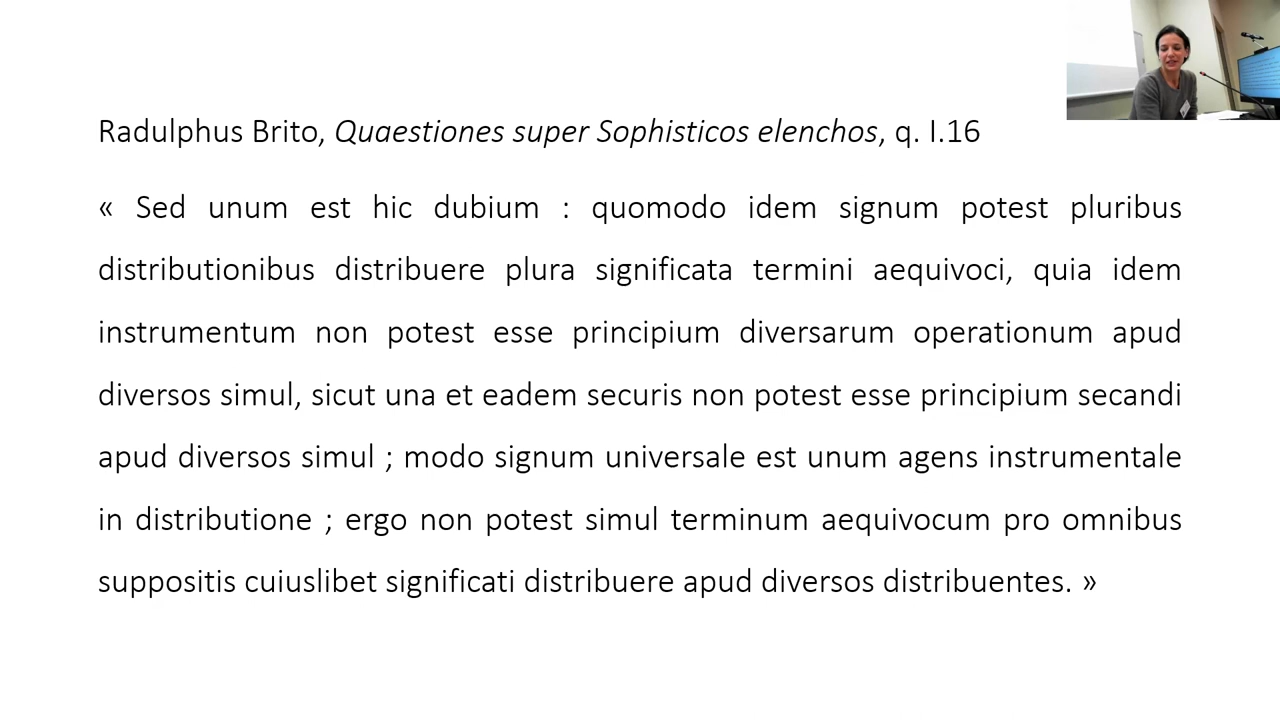 Radulphus Brito, Quaestiones super Sophisticos elenchos, q. I.16
« Sed unum est hic dubium : quomodo idem signum potest pluribus
distributionibus distribuere plura significata termini aequivoci, quia idem
instrumentum non potest esse principium diversarum operationum apud
diversos simul, sicut una et eadem securis non potest esse principium secandi
apud diversos simul ; modo signum universale est unum agens instrumentale
in distributione ; ergo non potest simul terminum aequivocum pro omnibus
suppositis cuiuslibet significati distribuere apud diversos distribuentes. »